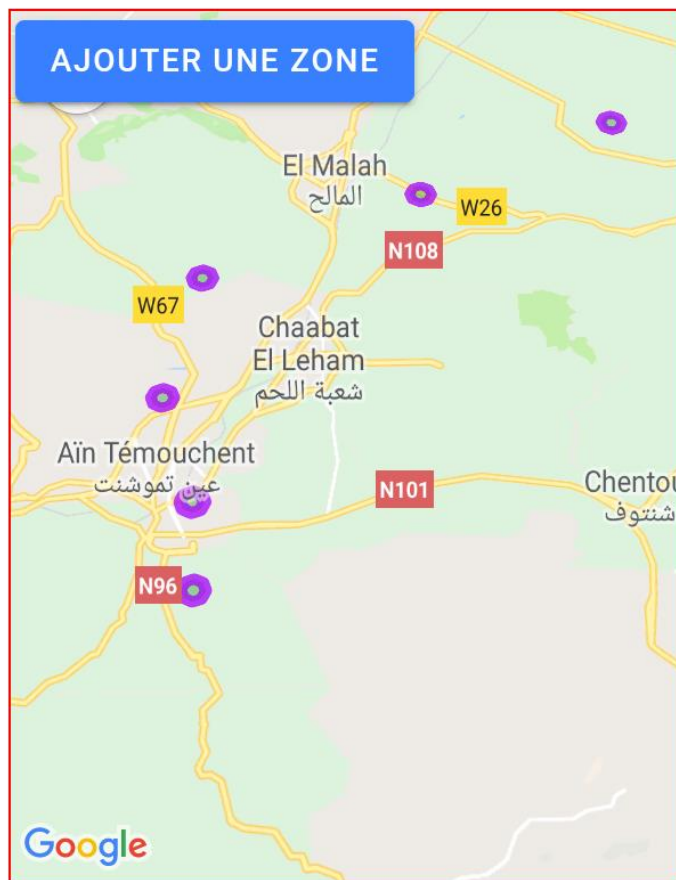 AJOUTER UNE ZONE
El Malah
المالح
W26
N108
W67
Chaabat
El Leham
شعبة اللحم
Aïn Témouchent
عين تموشنت
N101
Chentou
شنتوف
N96
Google